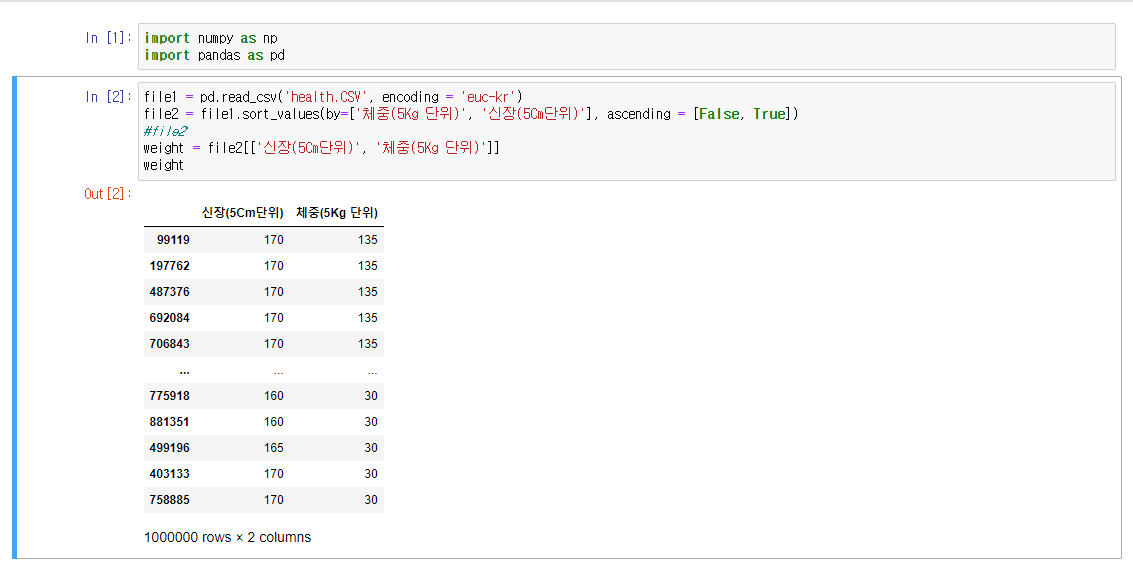 In [1]:
import numpy as np
import pandas as pd
In [2]:
file1 = pd.read_csv('health.CSV', encoding = 'euc-kr')
file2 = file1.sort_values(by=['체중(5Kg 단위)', '신장(5Cm단위)'], ascending = [False, True])
#file2
weight = file2[['신장(5Cm단위)', '체중(5Kg 단위)']]
weight
Out[2]:
신장(5Cm단위) 체중(5Kg 단위)
99119 170 135
197762 170 135
487376 170 135
692084 170 135
706843 170 135
... ... ...
775918 160 30
881351 160 30
499196 165 30
403133 170 30
758885 170 30
1000000 rows × 2 columns